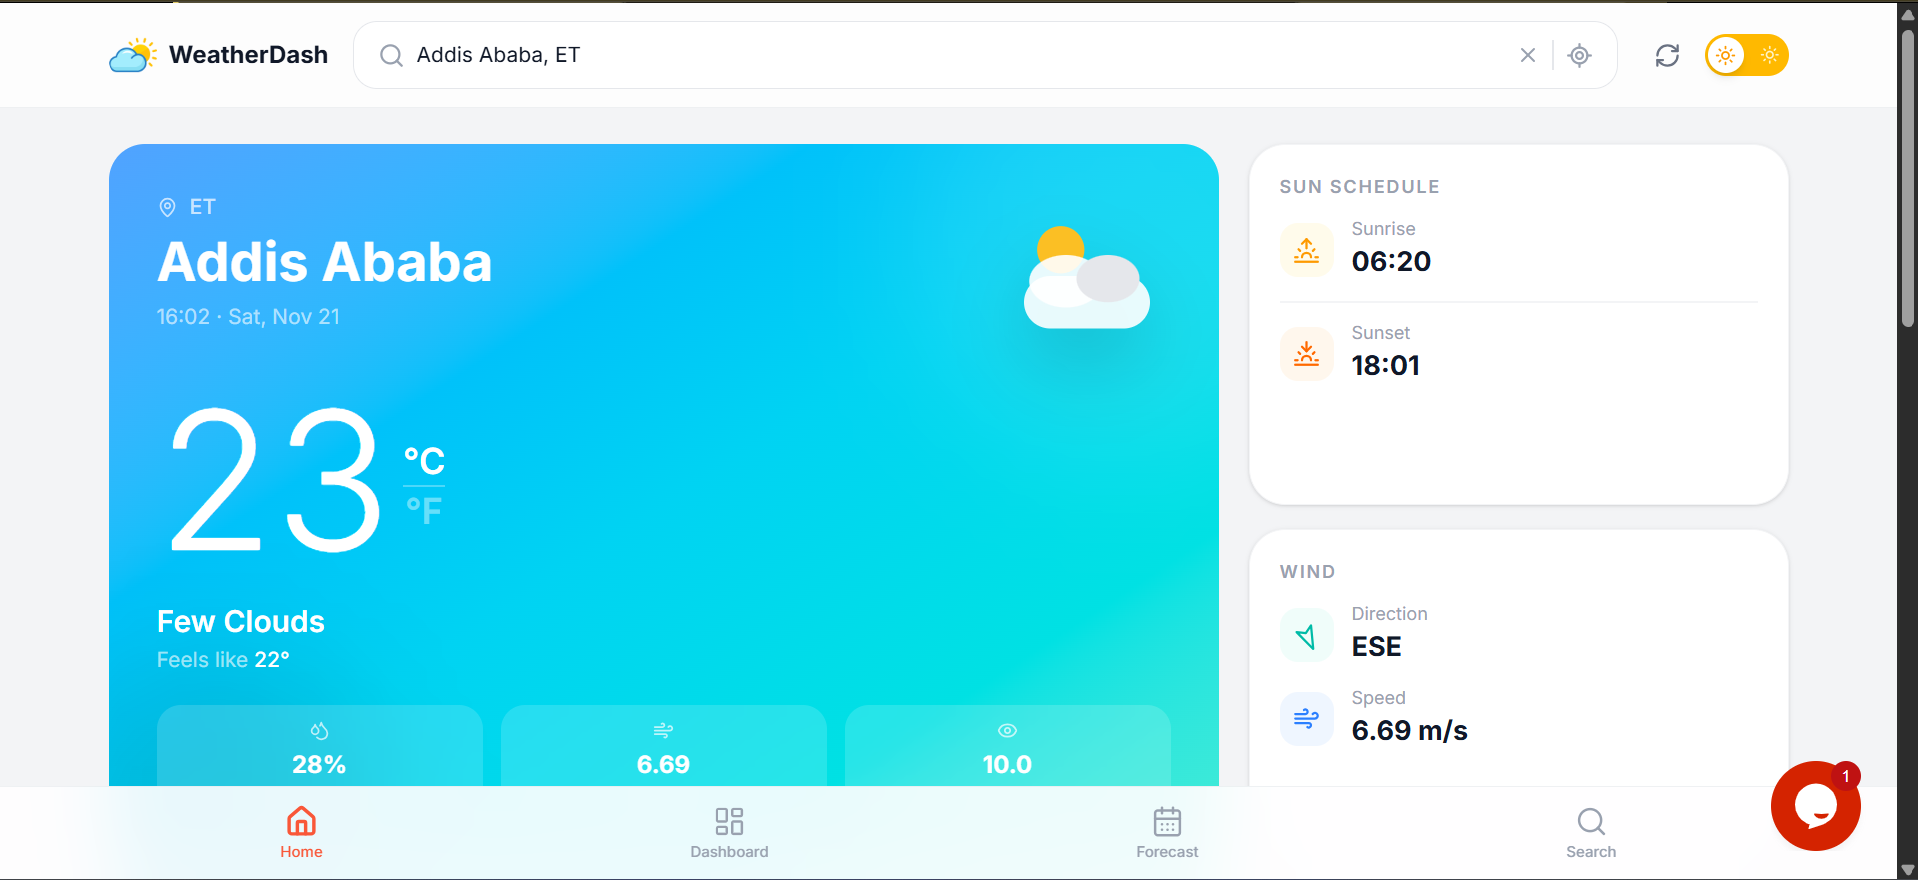 WeatherDash
Addis Ababa, ET
ET
Addis Ababa
16:02 · Sat, Nov 21
23
°C
°F
Few Clouds
Feels like 22°
28%
6.69
10.0
SUN SCHEDULE
Sunrise
06:20
Sunset
18:01
WIND
Direction
ESE
Speed
6.69 m/s
1
Home
Dashboard
Forecast
Search